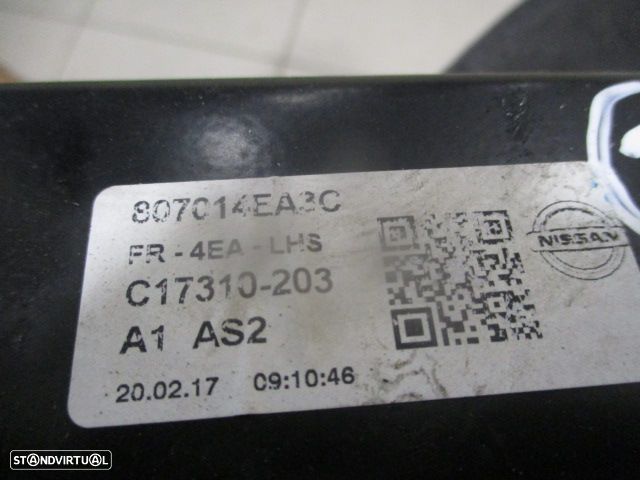 807014EA3C
FR - 4EA - LHS
C17310-203
A1 AS2
20.02.17 09:10:46
NISSAN
STANDVIRTUAL